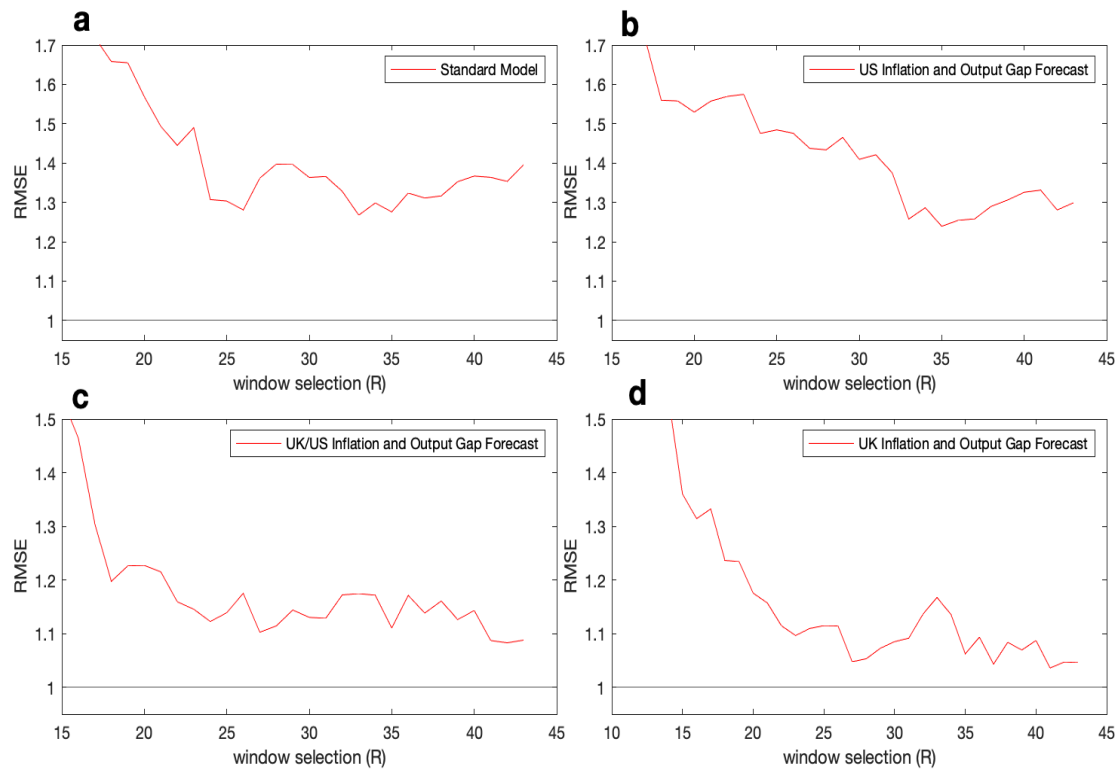 a
1.7
1.6
1.5
1.4
1.3
1.2
1.1
1
RMSE
Standard Model
15 20 25 30 35 40 45
window selection (R)
b
1.7
1.6
1.5
1.4
1.3
1.2
1.1
1
RMSE
US Inflation and Output Gap Forecast
15 20 25 30 35 40 45
window selection (R)
c
1.5
1.4
1.3
1.2
1.1
1
RMSE
UK/US Inflation and Output Gap Forecast
15 20 25 30 35 40 45
window selection (R)
d
1.5
1.4
1.3
1.2
1.1
1
RMSE
UK Inflation and Output Gap Forecast
10 15 20 25 30 35 40 45
window selection (R)